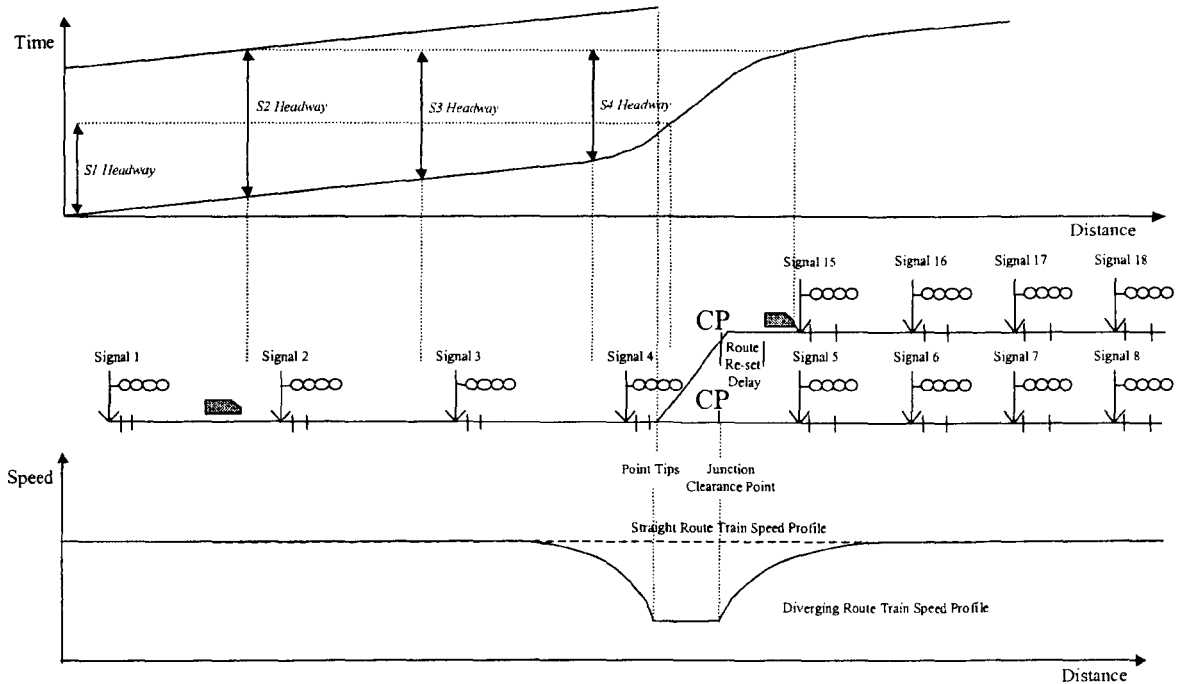 Time
S2 Headway
S3 Headway
S4 Headway
S1 Headway
Distance
Signal 15
Signal 16
Signal 17
Signal 18
CP
Signal 1
Signal 2
Signal 3
Signal 4
Route
Re-set
Delay
Signal 5
Signal 6
Signal 7
Signal 8
CP
Point Tips
Junction
Clearance Point
Speed
Straight Route Train Speed Profile
Diverging Route Train Speed Profile
Distance